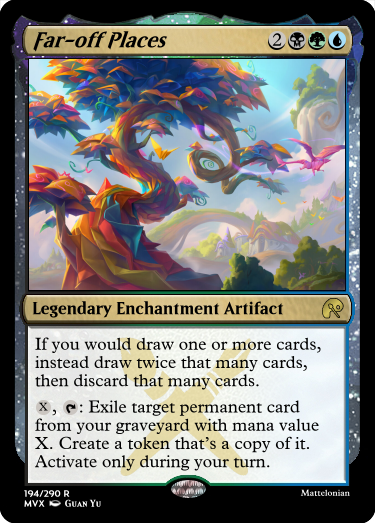 Far-off Places
2
Legendary Enchantment Artifact
If you would draw one or more cards,
instead draw twice that many cards,
then discard that many cards.
X, : Exile target permanent card
from your graveyard with mana value
X. Create a token that's a copy of it.
Activate only during your turn.
194/290 R
MVX GUAN YU
Mattelonian